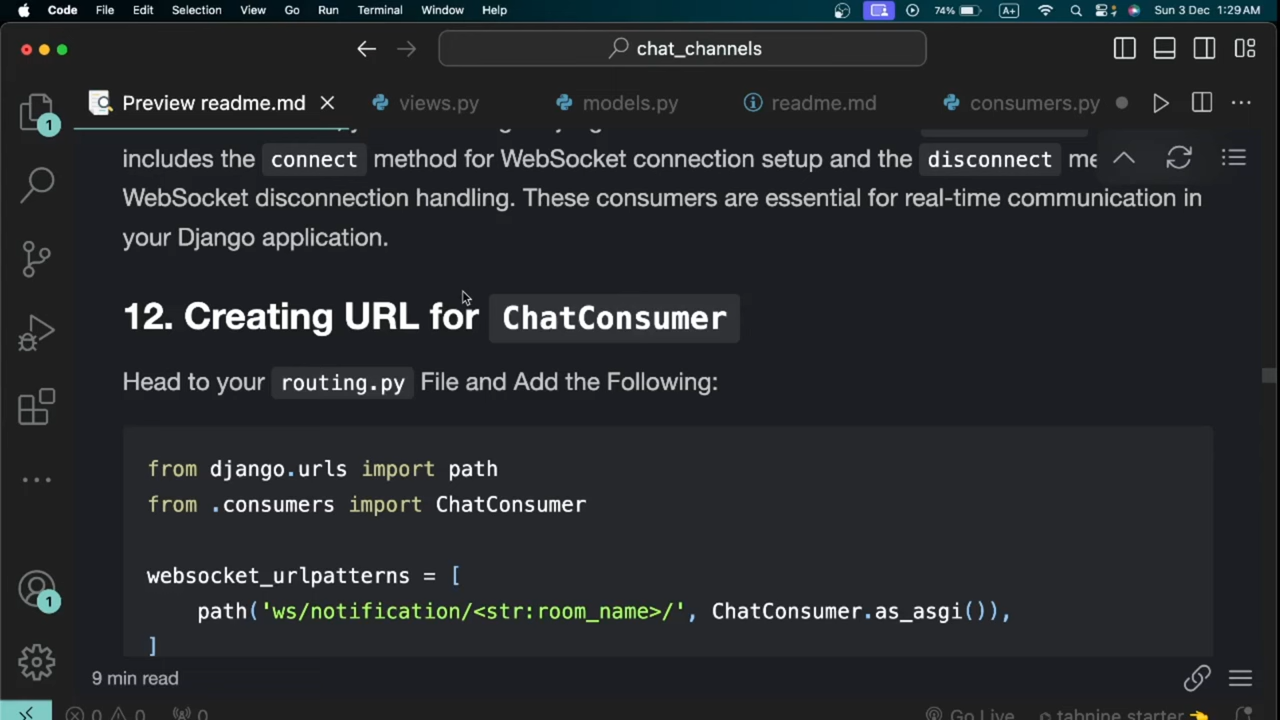 Code File Edit Selection View Go Run Terminal Window Help 74% A+ Sun 3 Dec 1:29 AM
chat_channels
Preview readme.md views.py models.py readme.md consumers.py
includes the connect method for WebSocket connection setup and the disconnect me
WebSocket disconnection handling. These consumers are essential for real-time communication in
your Django application.
12. Creating URL for ChatConsumer
Head to your routing.py File and Add the Following:
from django.urls import path
from .consumers import ChatConsumer
websocket_urlpatterns = [
path('ws/notification/<str:room_name>/', ChatConsumer.as_asgi()),
]
9 min read
1
1
0 0 0 Go Live tabnine starter